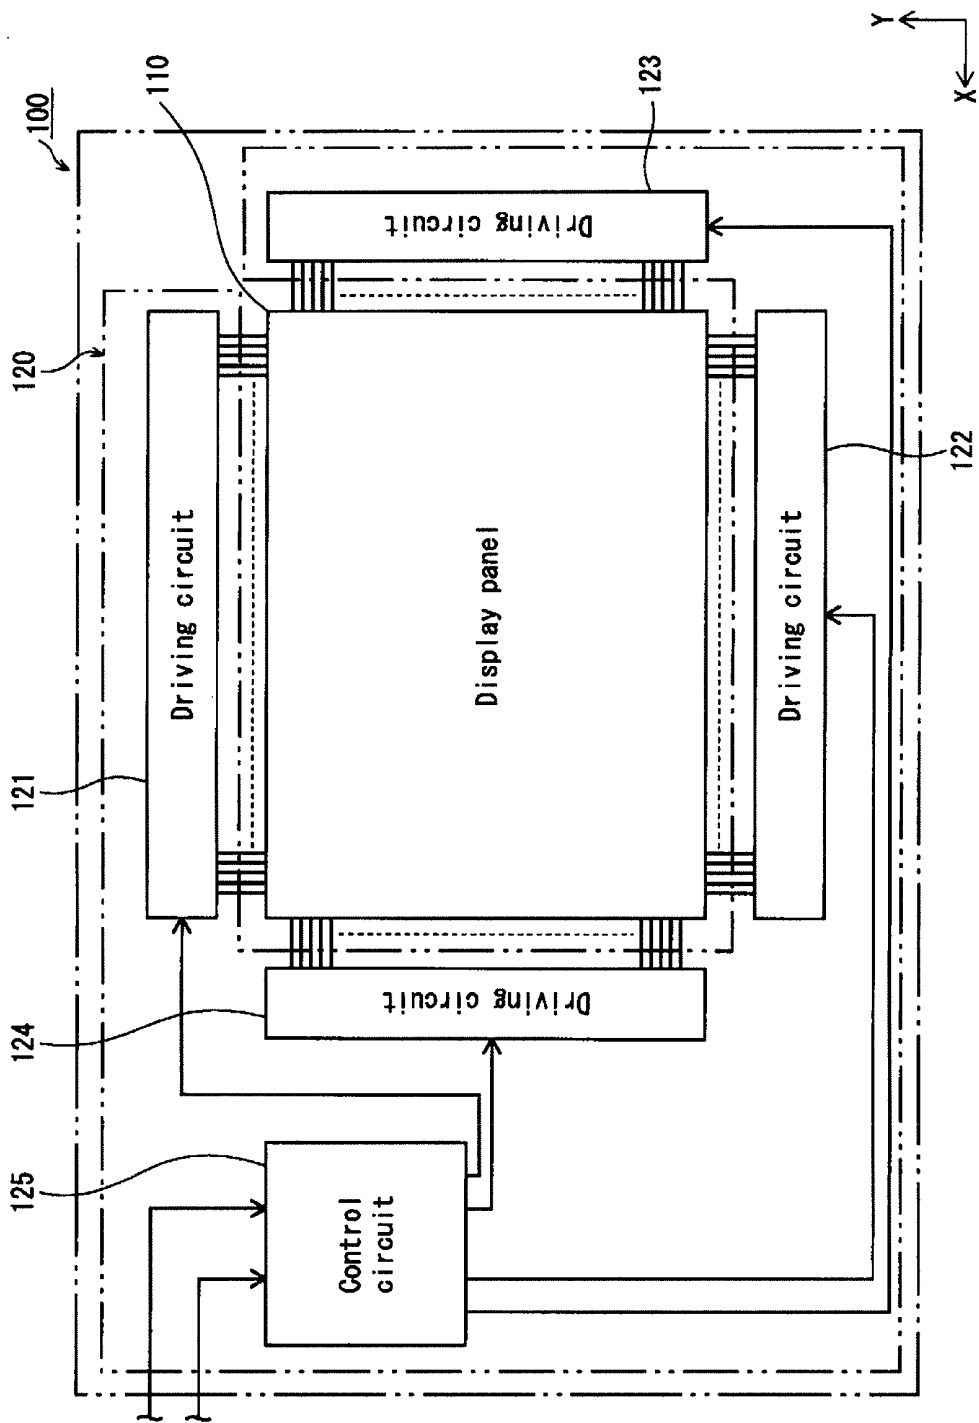 100
110
120
121
Driving circuit
123
Driving circuit
Display panel
124
Driving circuit
Driving circuit
122
125
Control
circuit
Y
X